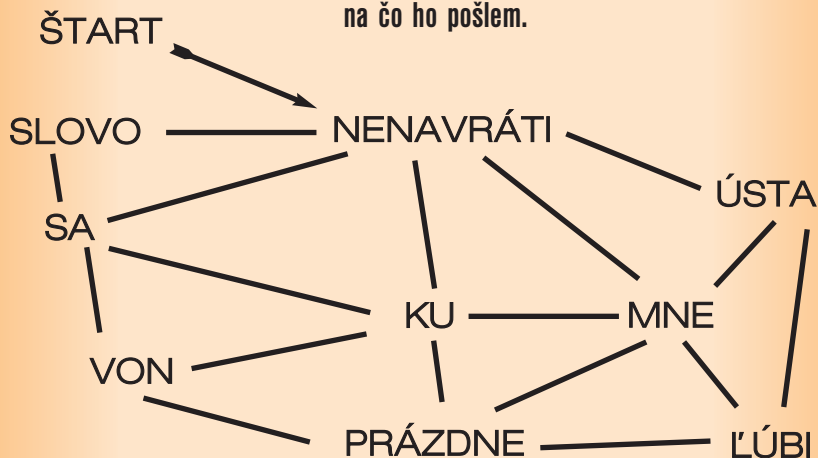 na čo ho pošlem.
ŠTART
SLOVO
NENAVRÁTI
ÚSTA
SA
KU
MNE
VON
PRÁZDNE
ĽÚBI